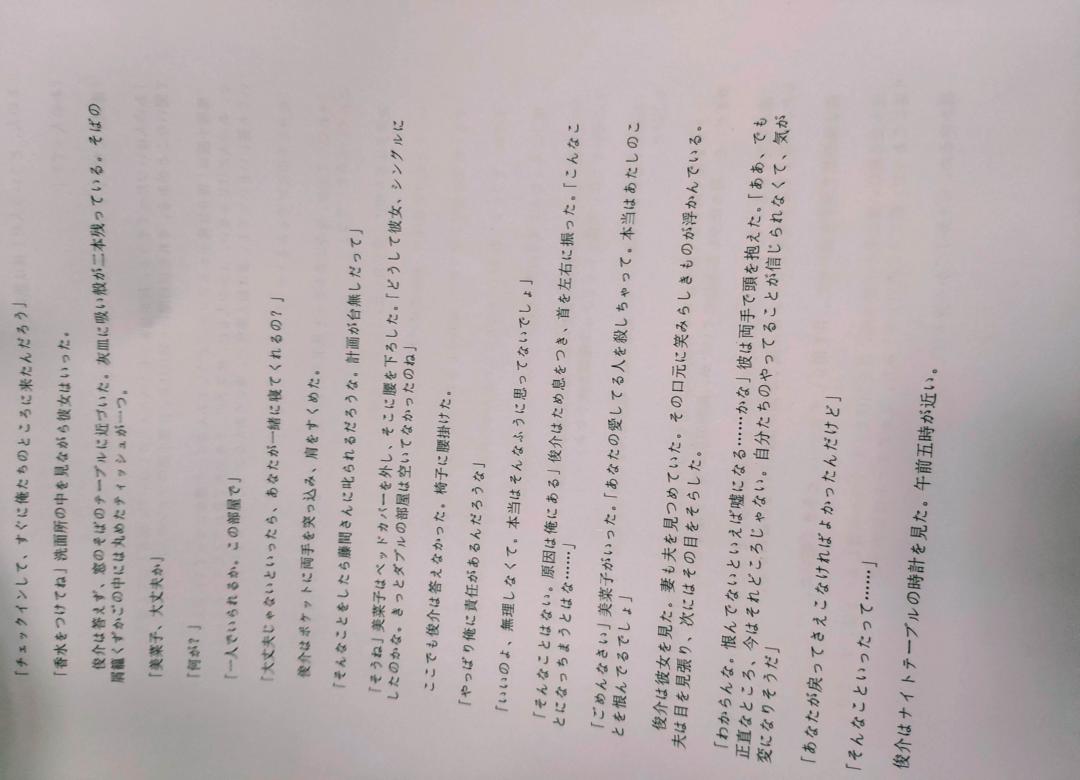 「チェックインして、すぐに俺たちのところに来たんだろう」
「香水をつけてね」洗面所の中を見ながら彼女はいった。
俊介は答えず、窓のそばのテーブルに近づいた。灰皿に吸い殻が二本残っている。そばの
屑籠くずかごの中には丸めたティッシュが一つ。
「美菜子、大丈夫か」
「何が?」
「一人でいられるか。この部屋で」
「大丈夫じゃないといったら、あなたが一緒に寝てくれるの?」
俊介はポケットに両手を突っ込み、肩をすくめた。
「そんなことをしたら藤間さんに叱られるだろうな。計画が台無しだって」
「そうね」美菜子はベッドカバーを外し、そこに腰を下ろした。「どうして彼女、シングルに
したのかな。きっとダブルの部屋は空いてなかったのね」
ここでも俊介は答えなかった。椅子に腰掛けた。
「やっぱり俺に責任があるんだろうな」
「いいのよ、無理しなくて。本当はそんなふうに思ってないでしょ」
「そんなことはない。原因は俺にある」俊介はため息をつき、首を左右に振った。「こんなこ
とになっちまうとはな……」
「ごめんなさい」美菜子がいった。「あなたの愛してる人を殺しちゃって。本当はあたしのこ
とを恨んでるでしょ」
俊介は彼女を見た。妻も夫を見つめていた。その口元に笑みらしきものが浮かんでいる。
夫は目を見張り、次にはその目をそらした。
「わからんな。恨んでないといえば嘘になる……かな」彼は両手で頭を抱えた。「ああ、でも
正直なところ、今はそれどころじゃない。自分たちのやってることが信じられなくて、気が
変になりそうだ」
「あなたが戻ってさえこなければよかったんだけど」
「そんなこといったって……」
俊介はナイトテーブルの時計を見た。午前五時が近い。